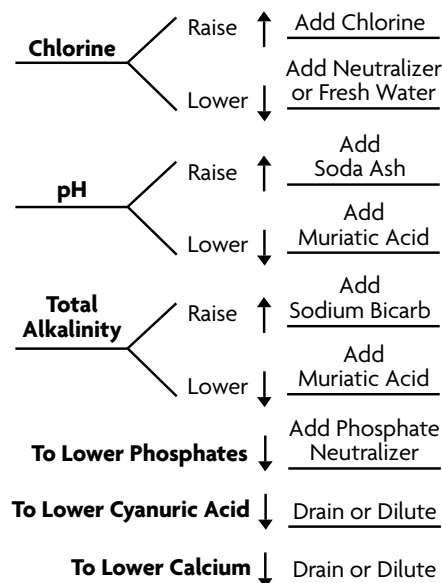 Raise Add Chlorine
Chlorine
Add Neutralizer
Lower or Fresh Water
Add
Raise Soda Ash
pH
Add
Lower Muriatic Acid
Add
Raise Sodium Bicarb
Total
Alkalinity
Add
Lower Muriatic Acid
Add Phosphate
To Lower Phosphates Neutralizer
To Lower Cyanuric Acid Drain or Dilute
To Lower Calcium Drain or Dilute